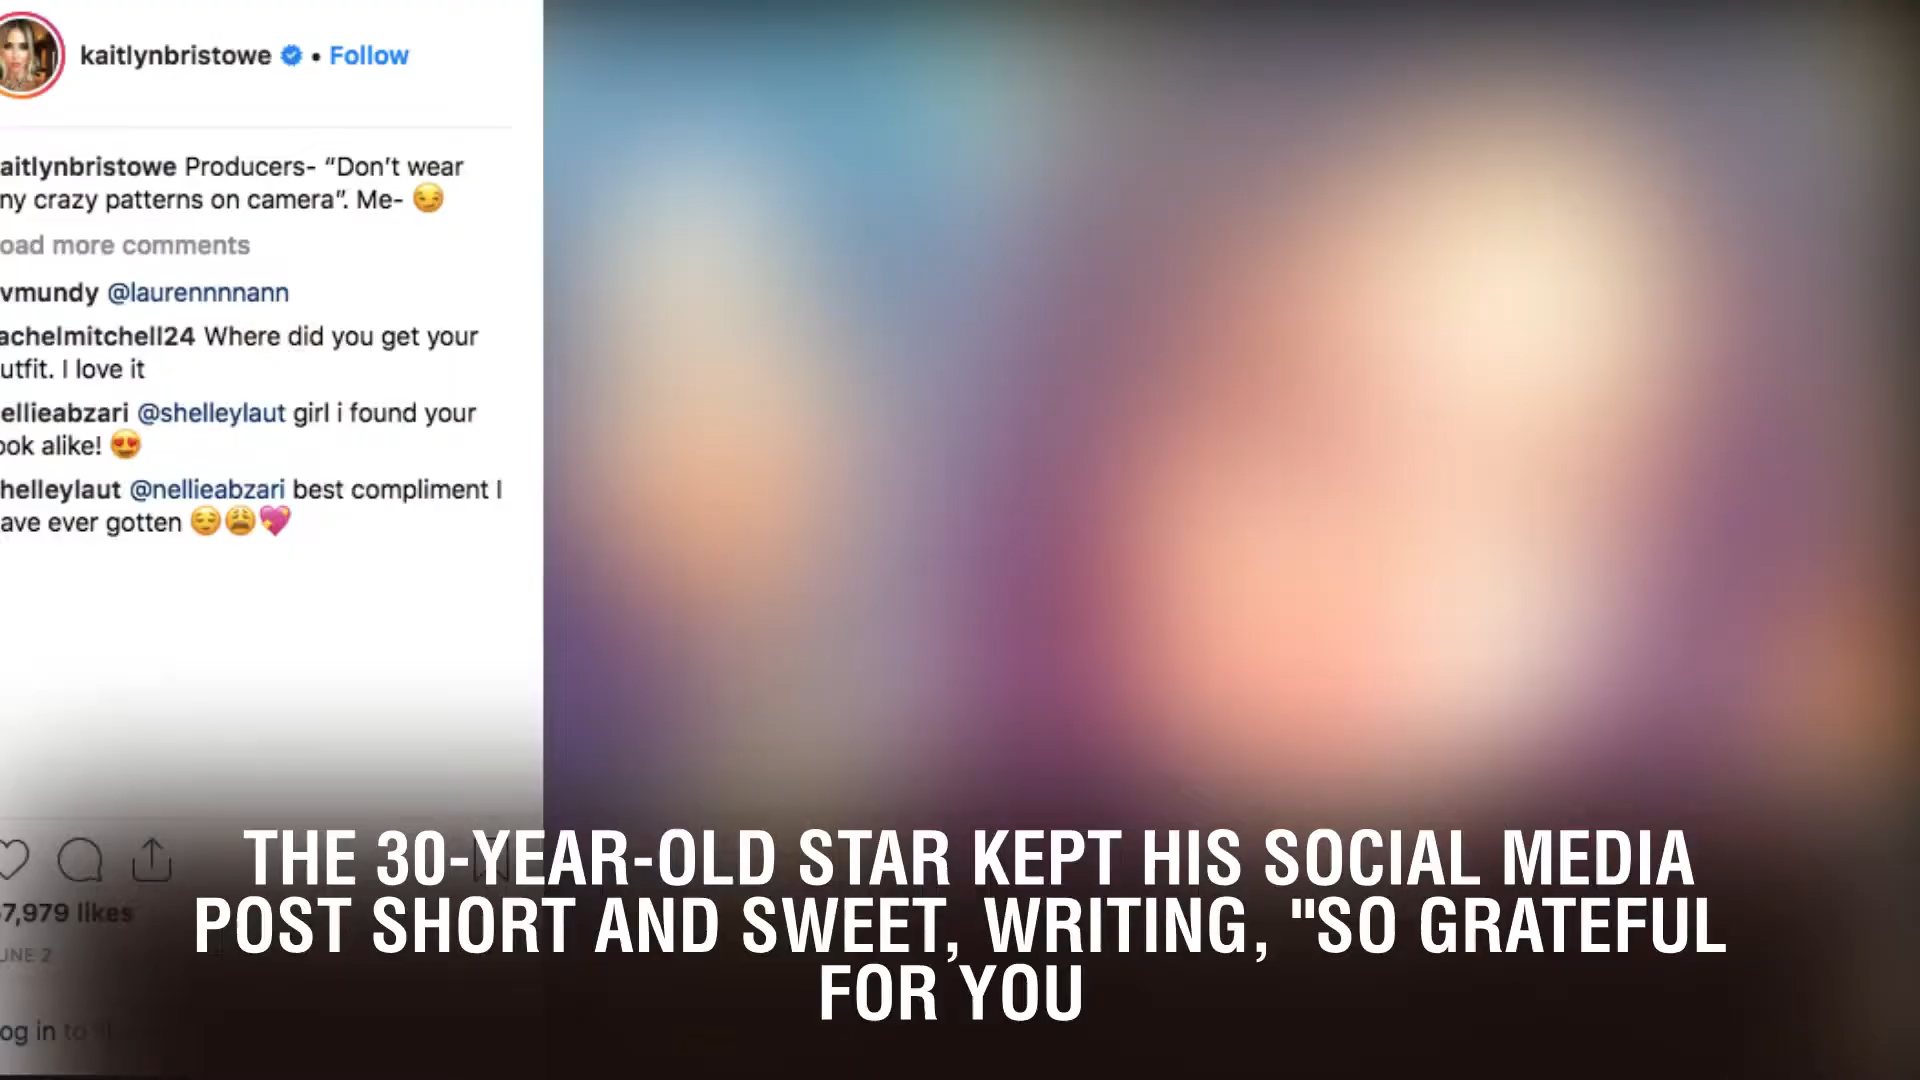 kaitlynbristowe • Follow
aitlynbristowe Producers- “Don’t wear
ny crazy patterns on camera”. Me- 😏
oad more comments
vmundy @laurennnnann
achelmitchell24 Where did you get your
utfit. I love it
ellieabzari @shelleylaut girl i found your
ook alike! 😍
helleylaut @nellieabzari best compliment I
ave ever gotten 😌😩💖
7,979 likes
UNE 2
og in to
THE 30-YEAR-OLD STAR KEPT HIS SOCIAL MEDIA
POST SHORT AND SWEET, WRITING, "SO GRATEFUL
FOR YOU